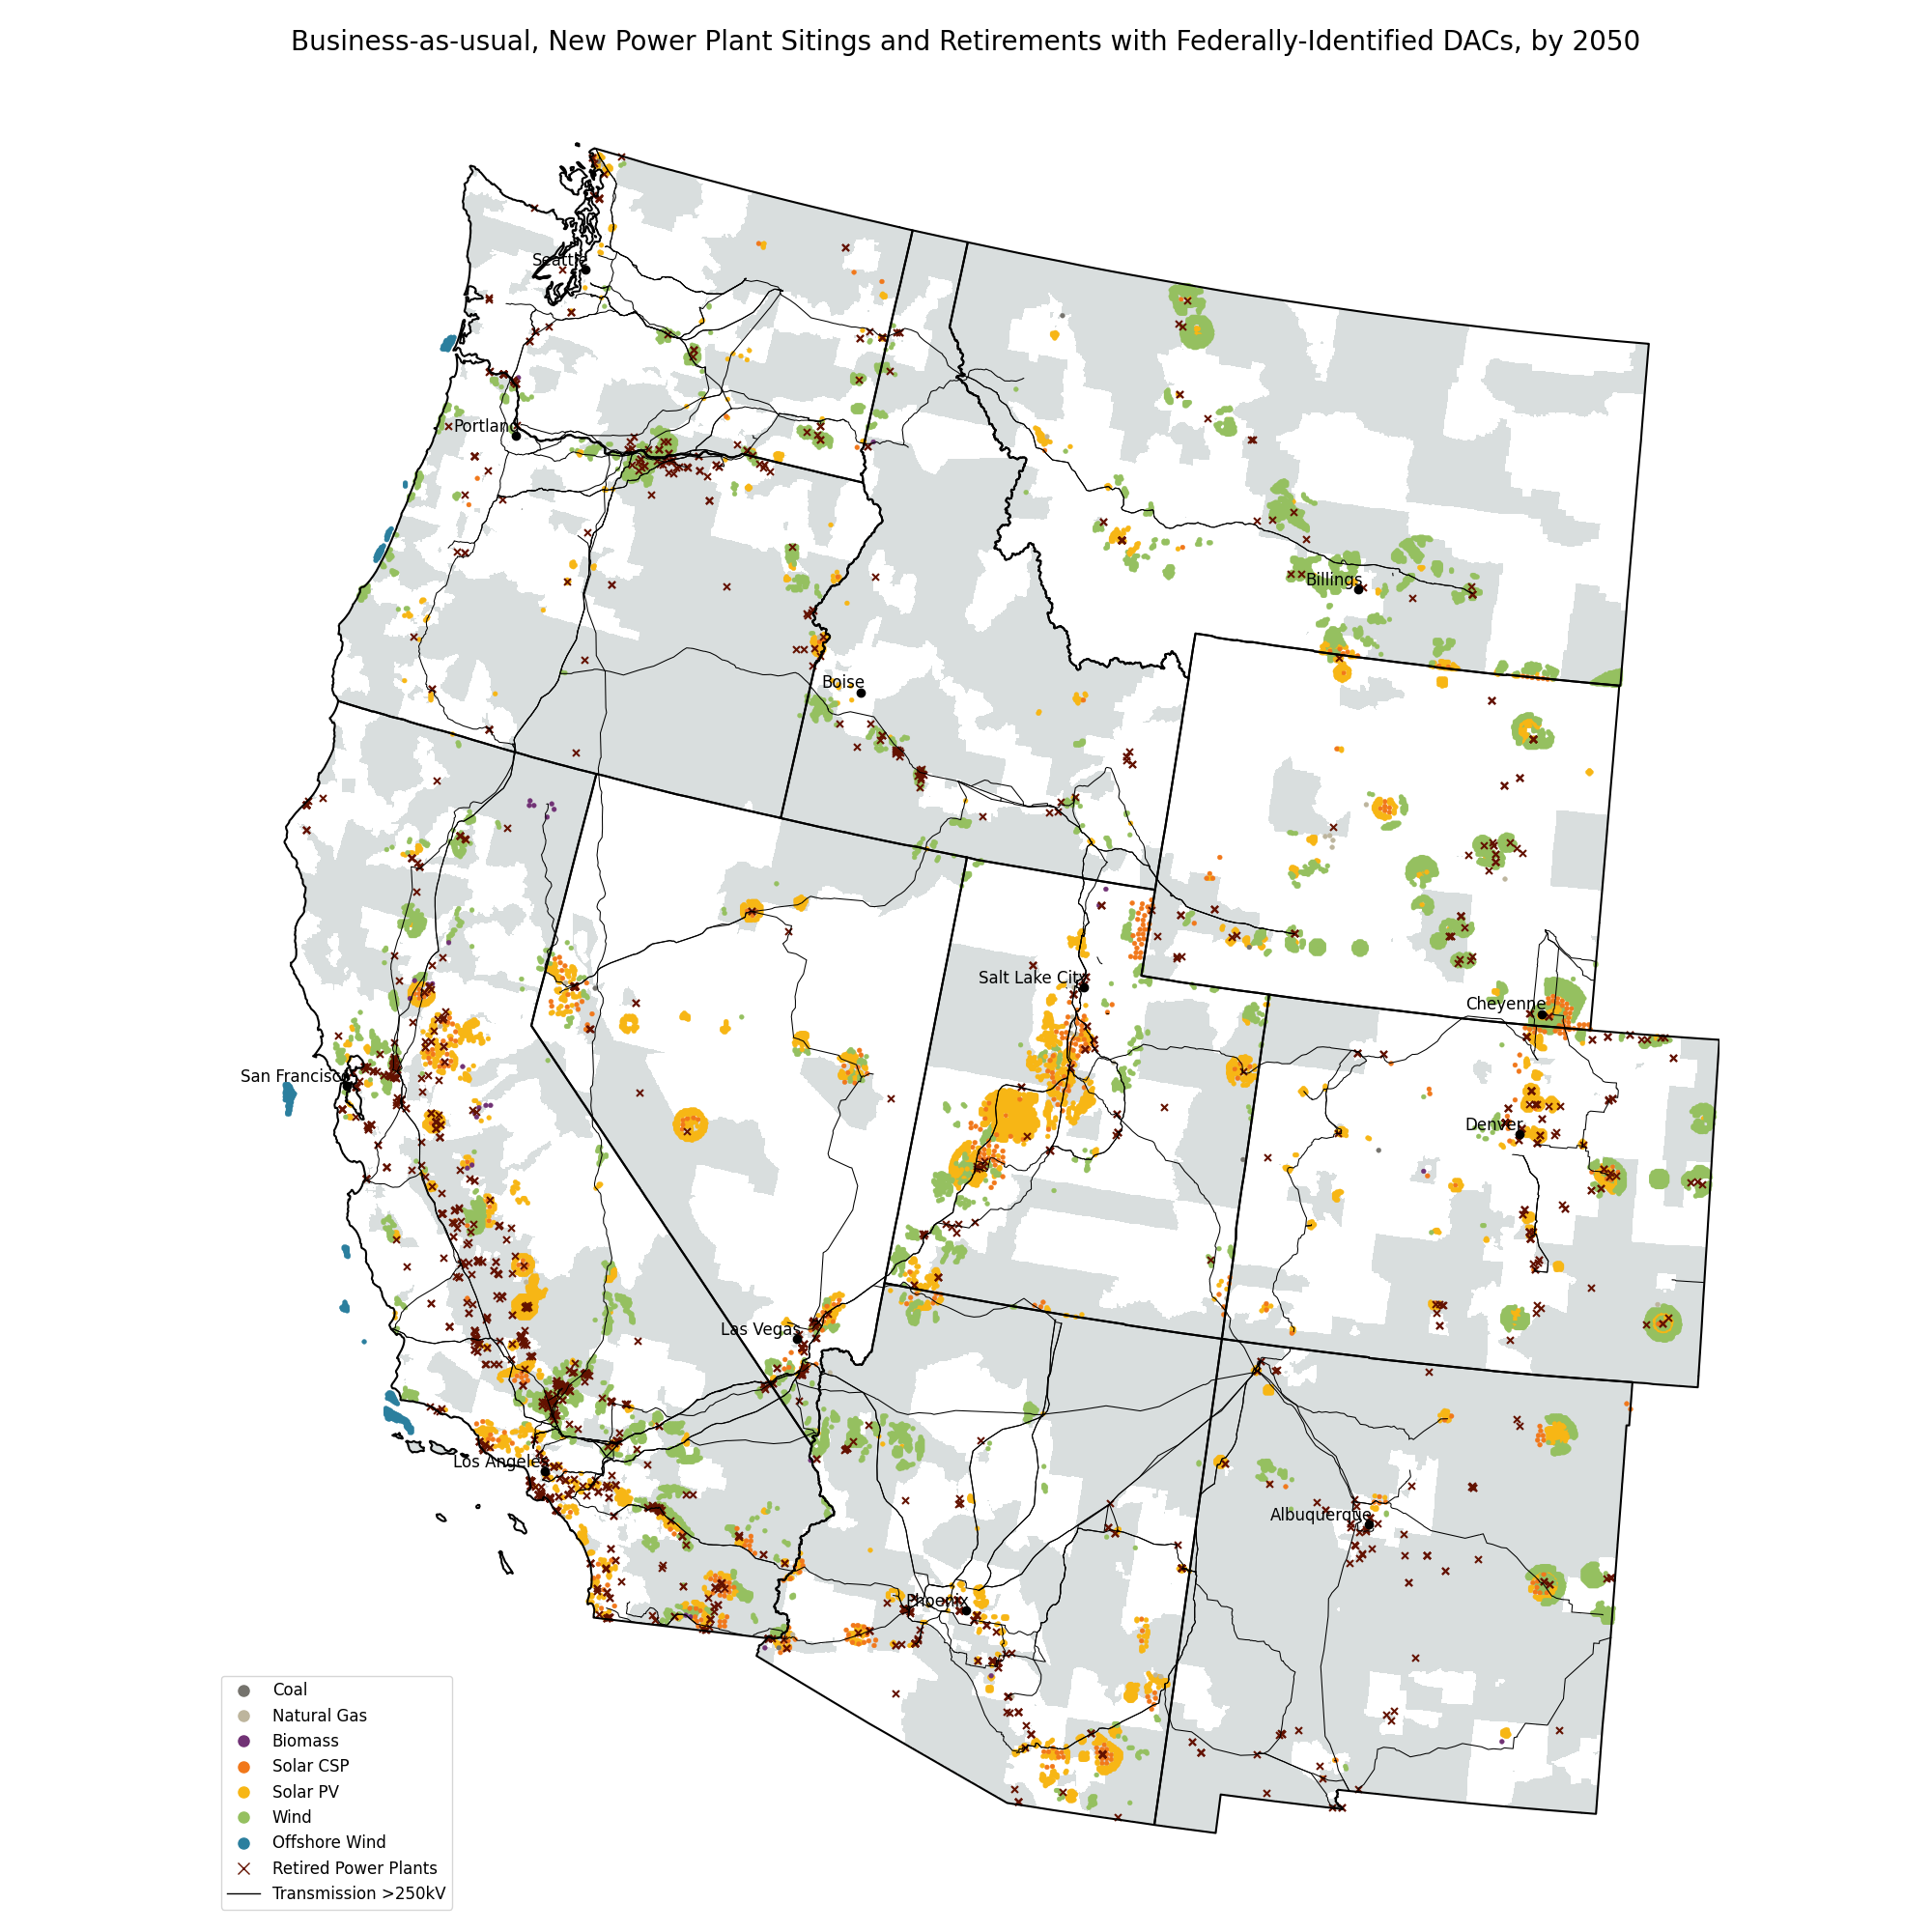 Business-as-usual, New Power Plant Sitings and Retirements with Federally-Identified DACs, by 2050
Seattle
Portland
Billings
Boise
Salt Lake City
Cheyenne
San Francisco
Denver
Las Vegas
Los Angeles
Albuquerque
Phoenix
Coal
Natural Gas
Biomass
Solar CSP
Solar PV
Wind
Offshore Wind
Retired Power Plants
Transmission >250kV